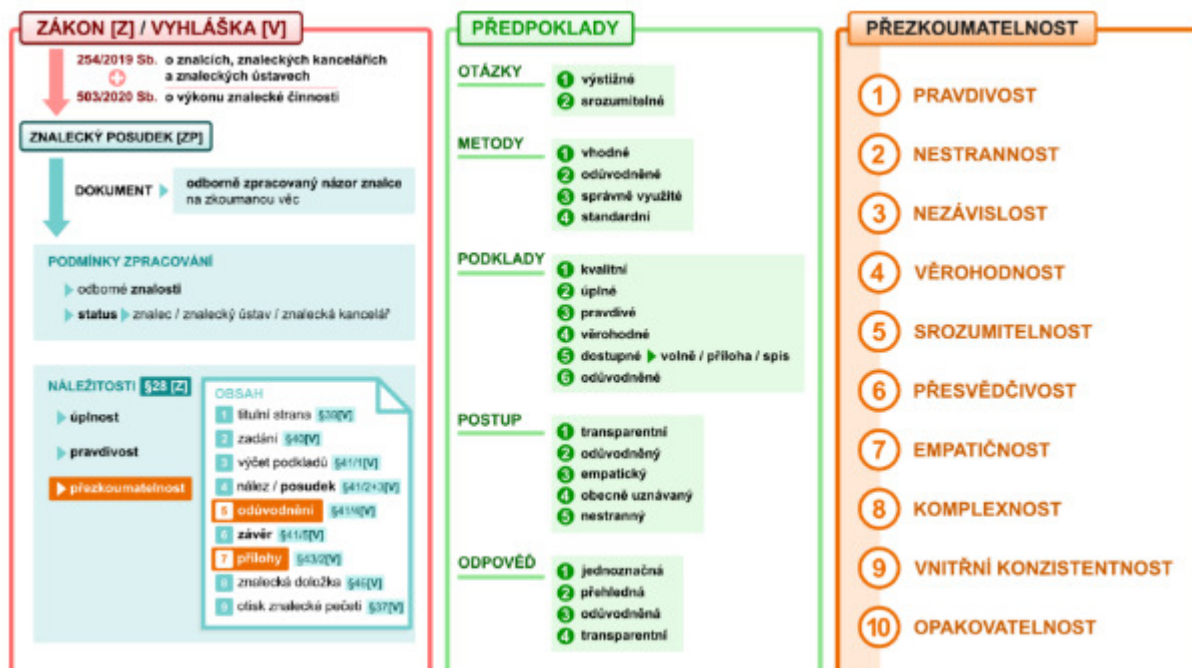 ZÁKON [Z] / VYHLÁŠKA [V]
254/2019 Sb. o znalcích, znaleckých kancelářích
a znaleckých ústavech
503/2020 Sb. o výkonu znalecké činnosti
ZNALECKÝ POSUDEK [ZP]
DOKUMENT
odborně zpracovaný názor znalce
na zkoumanou věc
PODMÍNKY ZPRACOVÁNÍ
odborné znalosti
status znalec / znalecký ústav / znalecká kancelář
NÁLEŽITOSTI §28 [Z]
úplnost
pravdivost
přezkoumatelnost
OBSAH
1 titulní strana §39[V]
2 zadání §40[V]
3 výčet podkladů §41/1[V]
4 nález / posudek §41/2+3[V]
5 odůvodnění §41/4[V]
6 závěr §41/5[V]
7 přílohy §43/2[V]
8 znalecká doložka §45[V]
9 otisk znalecké pečeti §37[V]
PŘEDPOKLADY
OTÁZKY
1 výstižné
2 srozumitelné
METODY
1 vhodné
2 odůvodněné
3 správně využité
4 standardní
PODKLADY
1 kvalitní
2 úplné
3 pravdivé
4 věrohodné
5 dostupné volně / příloha / spis
6 odůvodněné
POSTUP
1 transparentní
2 odůvodněný
3 empatický
4 obecně uznávaný
5 nestranný
ODPOVĚĎ
1 jednoznačná
2 přehledná
3 odůvodněná
4 transparentní
PŘEZKOUMATELNOST
1 PRAVDIVOST
2 NESTRANNOST
3 NEZÁVISLOST
4 VĚROHODNOST
5 SROZUMITELNOST
6 PŘESVĚDČIVOST
7 EMPATIČNOST
8 KOMPLEXNOST
9 VNITŘNÍ KONZISTENTNOST
10 OPAKOVATELNOST